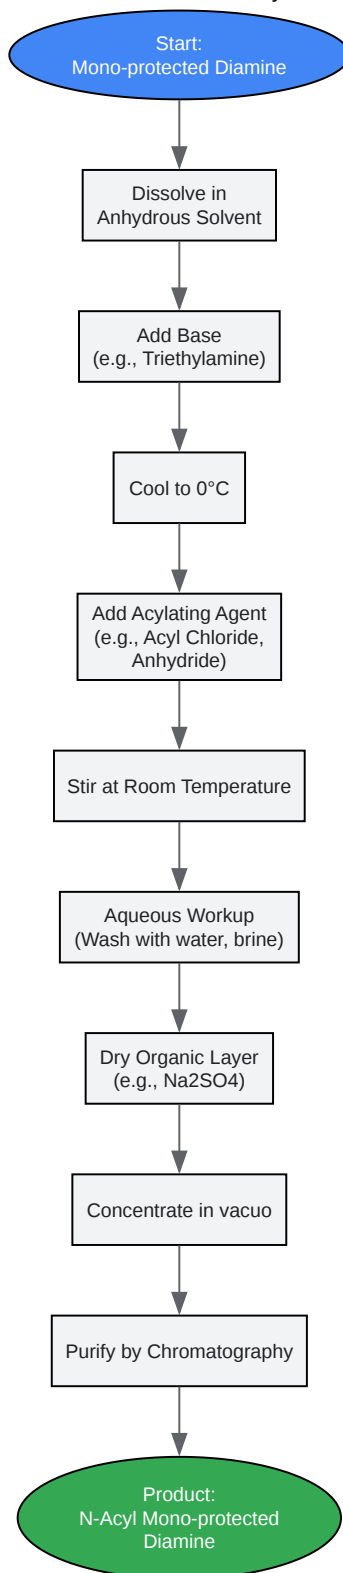 Start:
Mono-protected Diamine
Dissolve in
Anhydrous Solvent
Add Base
(e.g., Triethylamine)
Cool to 0°C
Add Acylating Agent
(e.g., Acyl Chloride,
Anhydride)
Stir at Room Temperature
Aqueous Workup
(Wash with water, brine)
Dry Organic Layer
(e.g., Na2SO4)
Concentrate in vacuo
Purify by Chromatography
Product:
N-Acyl Mono-protected
Diamine